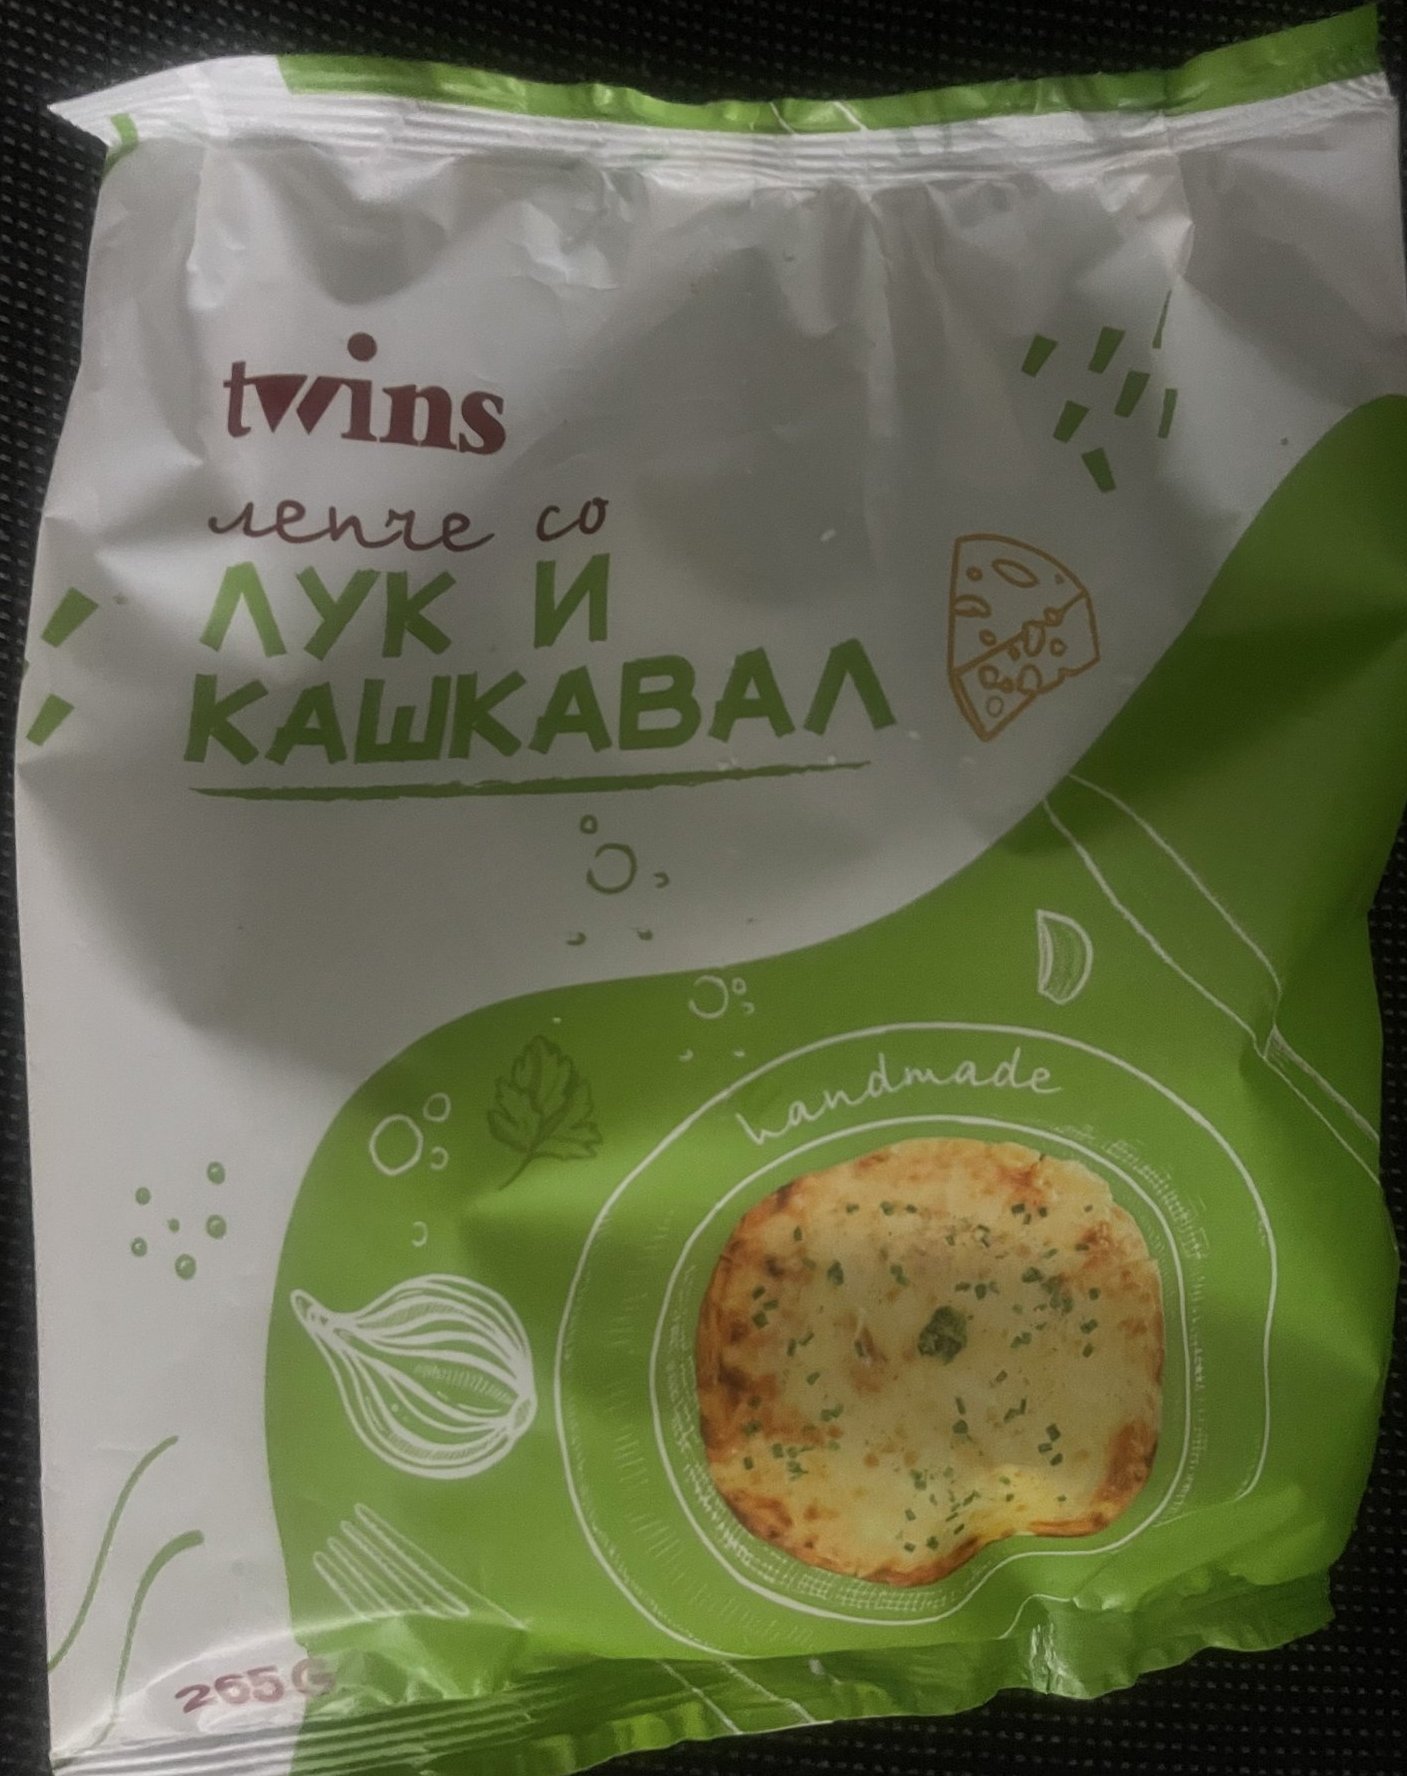 twins
лепче со
ЛУК И
КАШКАВАЛ
handmade
265 G